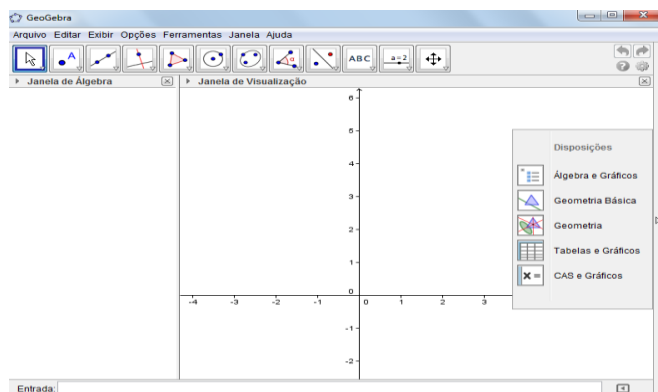 GeoGebra
Arquivo Editar Exibir Opções Ferramentas Janela Ajuda
A
α
ABC
a=2
Janela de Álgebra
Janela de Visualização
6
5
4
3
2
1
0
-4 -3 -2 -1 0 1 2 3
-1
-2
Disposições
Álgebra e Gráficos
Geometria Básica
Geometria
Tabelas e Gráficos
x = CAS e Gráficos
Entrada: